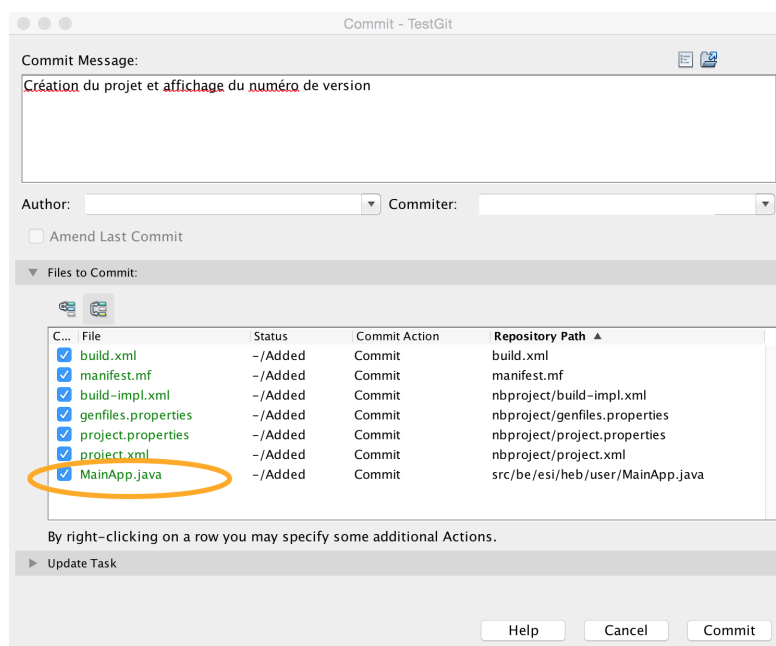 Commit - TestGit
Commit Message:
Création du projet et affichage du numéro de version
Author: Commiter:
Amend Last Commit
Files to Commit:
C... File Status Commit Action Repository Path
build.xml -/Added Commit build.xml
manifest.mf -/Added Commit manifest.mf
build-impl.xml -/Added Commit nbproject/build-impl.xml
genfiles.properties -/Added Commit nbproject/genfiles.properties
project.properties -/Added Commit nbproject/project.properties
project.xml -/Added Commit nbproject/project.xml
MainApp.java -/Added Commit src/be/esi/heb/user/MainApp.java
By right-clicking on a row you may specify some additional Actions.
Update Task
Help Cancel Commit